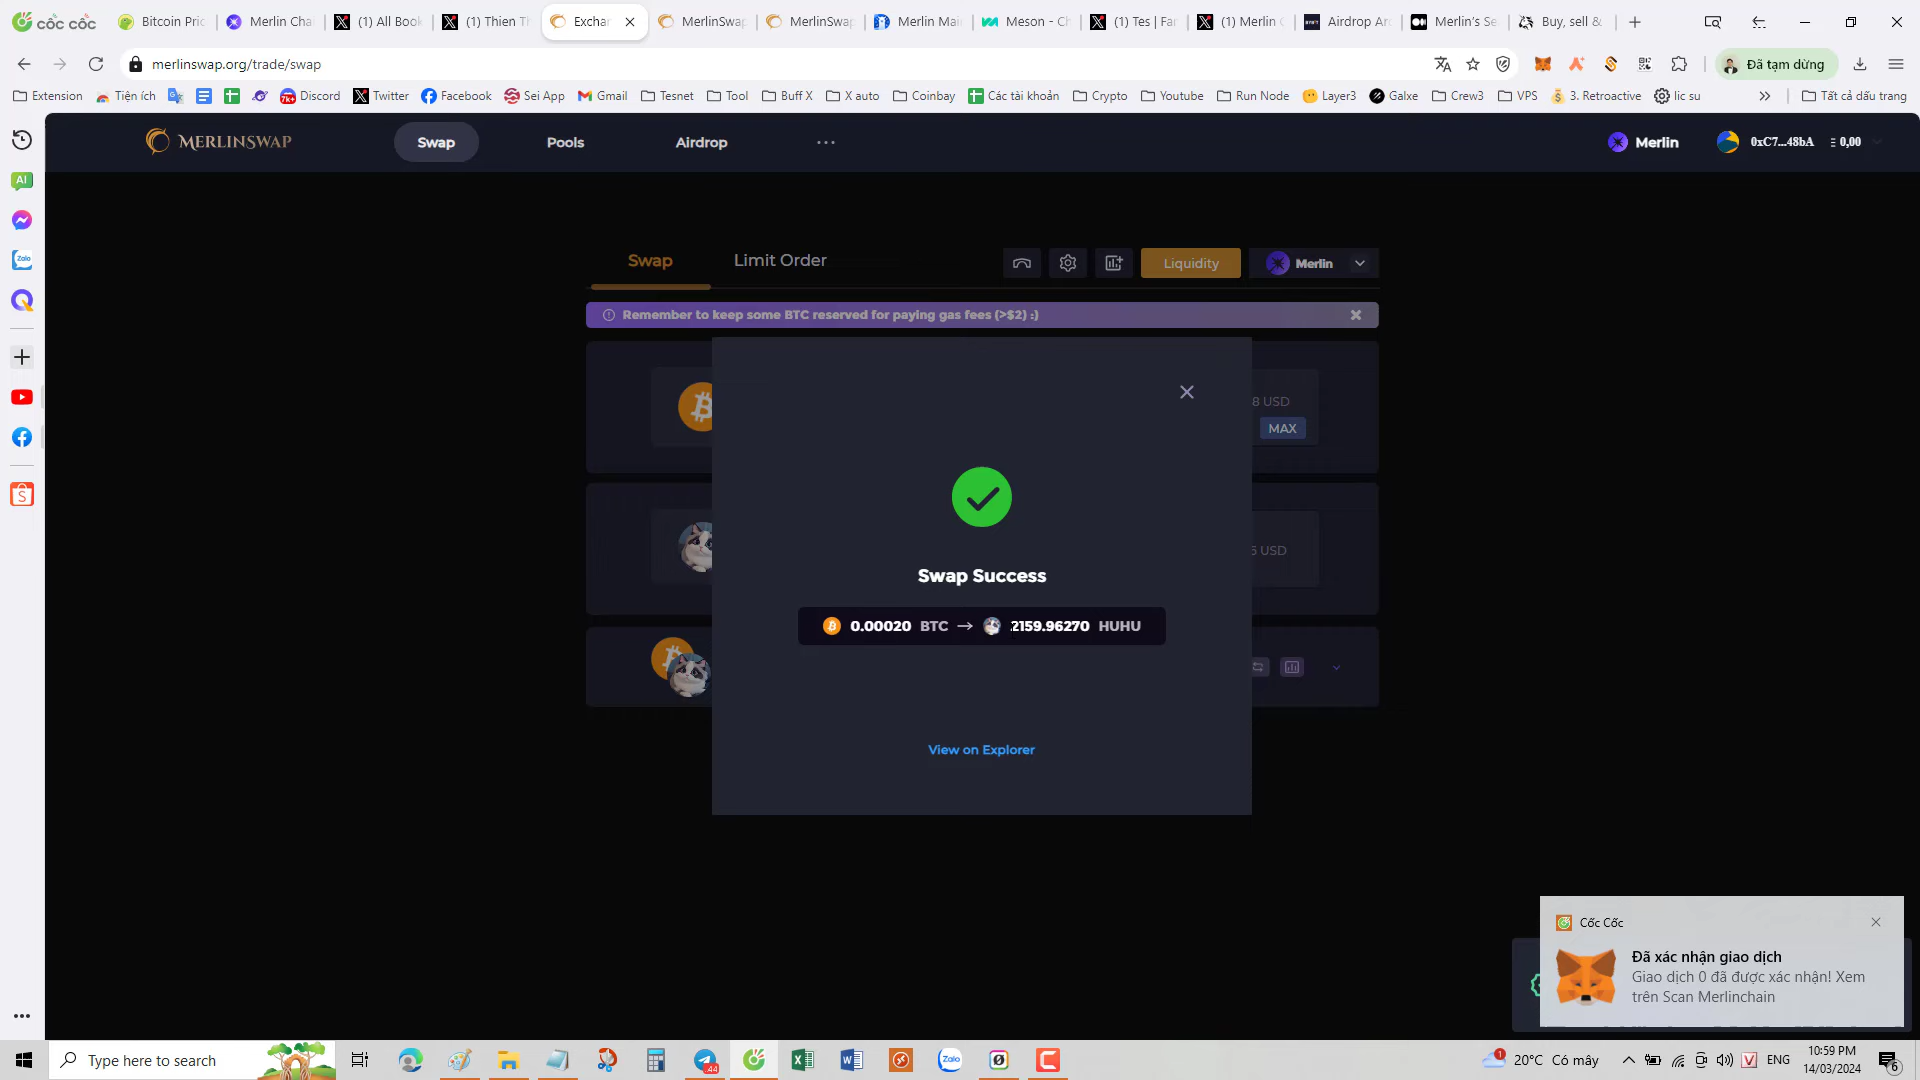 cốc cốc
Bitcoin Pric
Merlin Cha
(1) All Book
(1) Thien Th
Exchar
MerlinSwap
MerlinSwap
Merlin Mai
Meson - Ch
(1) Tes | Far
(1) Merlin C
Airdrop Arc
Merlin's Se
Buy, sell &
merlinswap.org/trade/swap
Đã tạm dừng
Extension
Tiện ích
Discord
Twitter
Facebook
Sei App
Gmail
Tesnet
Tool
Buff X
X auto
Coinbay
Các tài khoản
Crypto
Youtube
Run Node
Layer3
Galxe
Crew3
VPS
3. Retroactive
lic su
Tất cả dấu trang
MERLINSWAP
Swap
Pools
Airdrop
Merlin
0xC7...48bA
Ξ 0,00
Swap
Limit Order
Liquidity
Merlin
Remember to keep some BTC reserved for paying gas fees (>$2) :)
8 USD
MAX
Swap Success
5 USD
0.00020 BTC → 2159.96270 HUHU
View on Explorer
Cốc Cốc
Đã xác nhận giao dịch
Giao dịch 0 đã được xác nhận! Xem
trên Scan Merlinchain
Type here to search
20°C Có mây
ENG
10:59 PM
14/03/2024